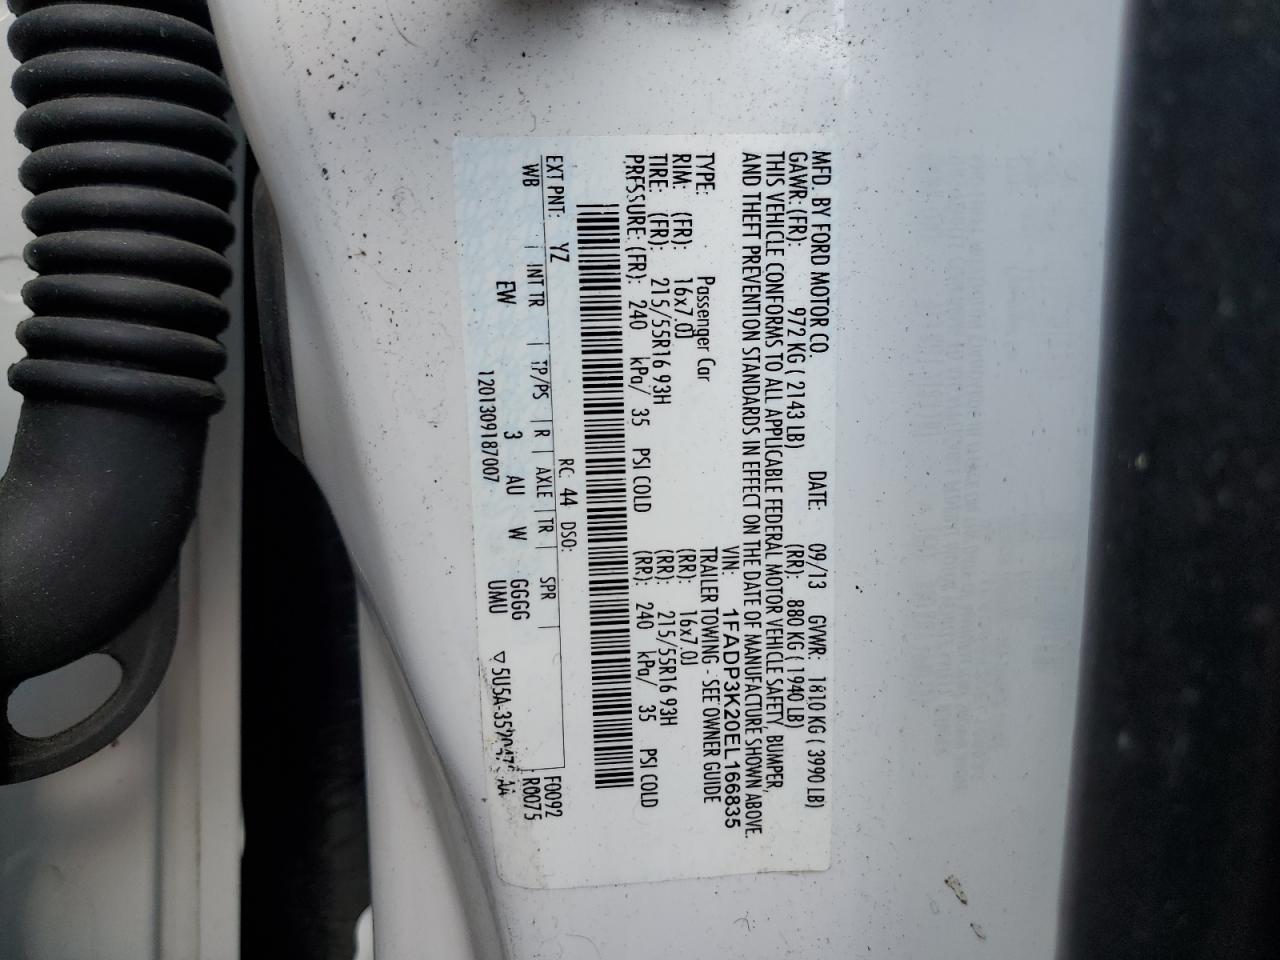 MFD. BY FORD MOTOR CO. DATE: 09/13 GVWR: 1810 KG ( 3990 LB)
GAWR: (FR): 972 KG ( 2143 LB) (RR): 880 KG ( 1940 LB)
THIS VEHICLE CONFORMS TO ALL APPLICABLE FEDERAL MOTOR VEHICLE SAFETY, BUMPER,
AND THEFT PREVENTION STANDARDS IN EFFECT ON THE DATE OF MANUFACTURE SHOWN ABOVE.
VIN: 1FADP3K20EL166835
TYPE: Passenger Car TRAILER TOWING - SEE OWNER GUIDE
RIM: (FR): 16x7.0J (RR): 16x7.0J
TIRE: (FR): 215/55R16 93H (RR): 215/55R16 93H
PRESSURE: (FR): 240 kPa/ 35 PSI COLD (RR): 240 kPa/ 35 PSI COLD
EXT PNT: YZ RC: 44 DSO: F0092
WB INT TR TP/PS R AXLE TR SPR R0075
EW 3 AU W GGGG
120130918 7007 UMU